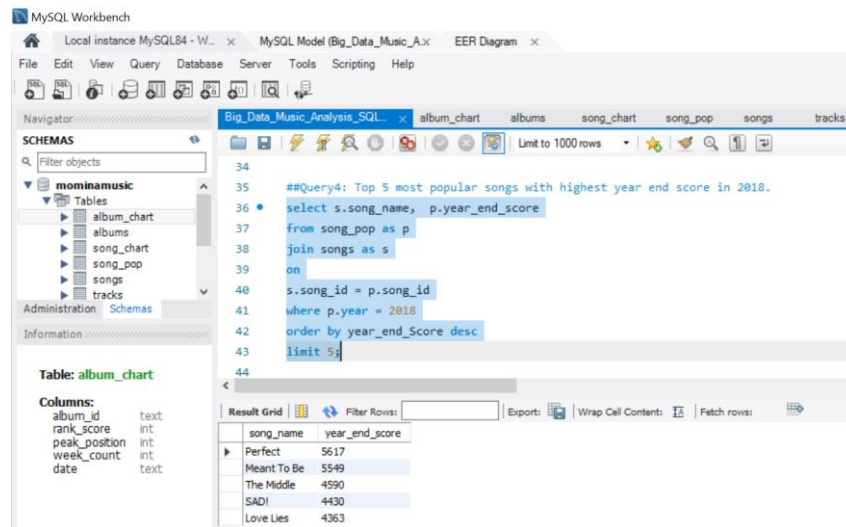 MySQL Workbench
Local instance MySQL84 - W... x MySQL Model (Big_Data_Music_A.x EER Diagram x
File Edit View Query Database Server Tools Scripting Help
Navigator
Big_Data_Music_Analysis_SQL... x album_chart albums song_chart song_pop songs tracks
SCHEMAS
Limit to 1000 rows
Filter objects
mominamusic
Tables
album_chart
albums
song_chart
song_pop
songs
tracks
Administration Schemas
Information
Table: album_chart
Columns:
album_id text
rank_score int
peak_position int
week_count int
date text
34
35 ##Query4: Top 5 most popular songs with highest year end score in 2018.
36 select s.song_name, p.year_end_score
37 from song_pop as p
38 join songs as s
39 on
40 s.song_id = p.song_id
41 where p.year = 2018
42 order by year_end_Score desc
43 limit 5;
44
Result Grid Filter Rows: Export: Wrap Cell Content: Fetch rows:
song_name year_end_score
Perfect 5617
Meant To Be 5549
The Middle 4590
SAD! 4430
Love Lies 4363